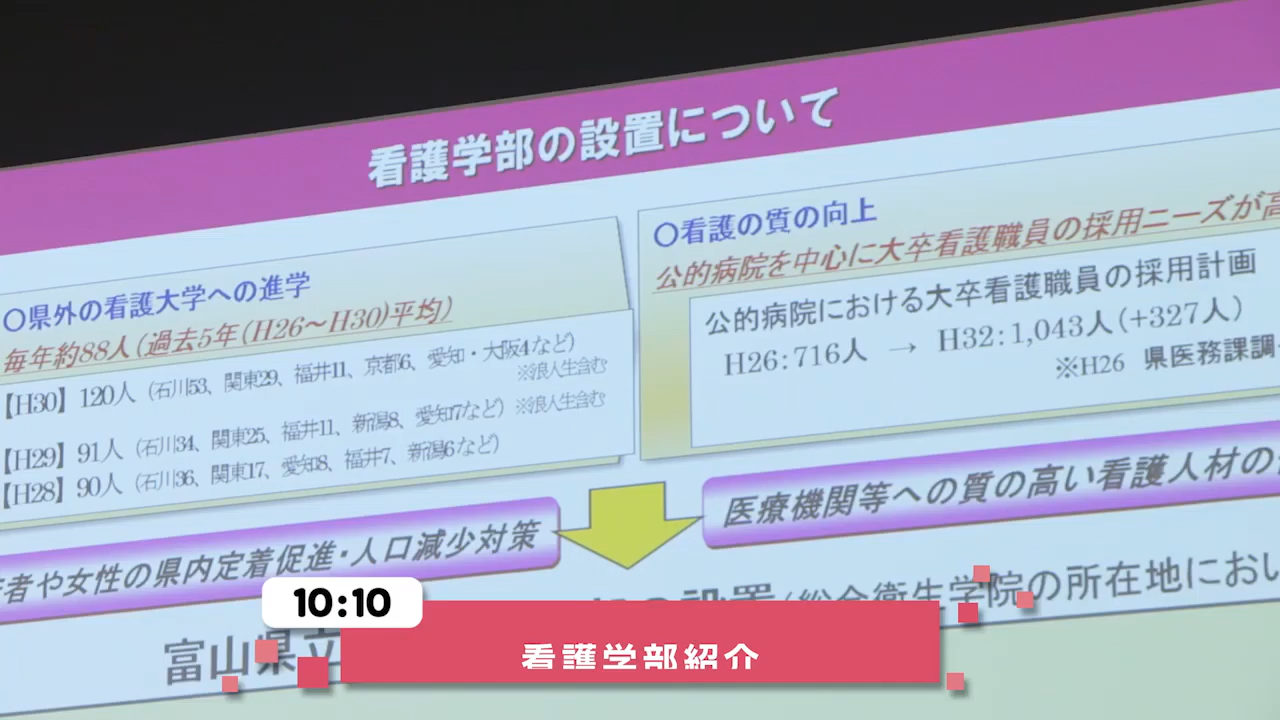 看護学部の設置について
○県外の看護大学への進学
毎年約88人(過去5年(H26～H30)平均)
【H30】120人(石川53、関東29、福井11、京都6、愛知・大阪4など)
※浪人生含む
【H29】91人(石川34、関東25、福井11、新潟8、愛知7など)※浪人生含む
【H28】90人(石川36、関東17、愛知8、福井7、新潟6など)
○看護の質の向上
公的病院を中心に大卒看護職員の採用ニーズが高
公的病院における大卒看護職員の採用計画
H26:716人 → H32:1,043人(+327人)
※H26 県医務課調
者や女性の県内定着促進・人口減少対策
医療機関等への質の高い看護人材の
富山県立
の設置(総合衛生学院の所在地におい
10:10
看護学部紹介